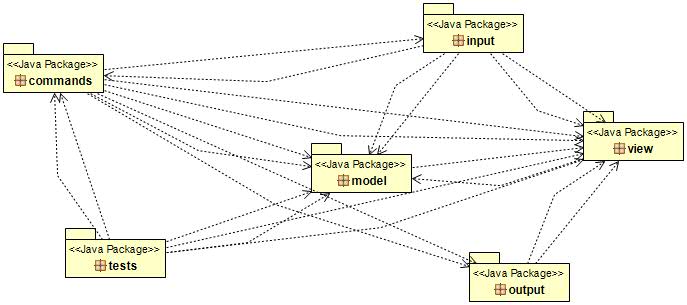 <<Java Package>>
input
<<Java Package>>
commands
<<Java Package>>
view
<<Java Package>>
model
<<Java Package>>
tests
<<Java Package>>
output